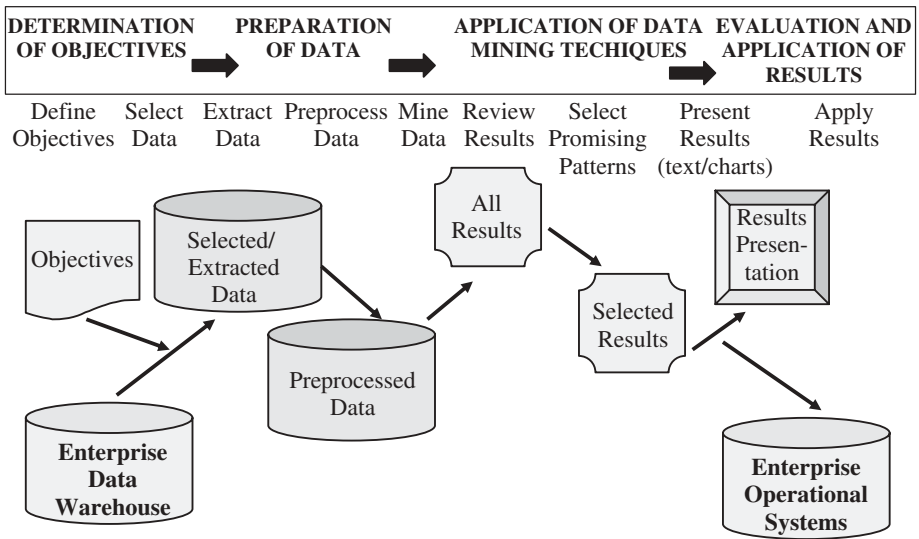 DETERMINATION
OF OBJECTIVES
PREPARATION
OF DATA
APPLICATION OF DATA
MINING TECHIQUES
EVALUATION AND
APPLICATION OF
RESULTS
Define
Objectives
Select
Data
Extract
Data
Preprocess
Data
Mine
Data
Review
Results
Select
Promising
Patterns
Present
Results
(text/charts)
Apply
Results
Objectives
Selected/
Extracted
Data
All
Results
Results
Presen-
tation
Selected
Results
Preprocessed
Data
Enterprise
Data
Warehouse
Enterprise
Operational
Systems